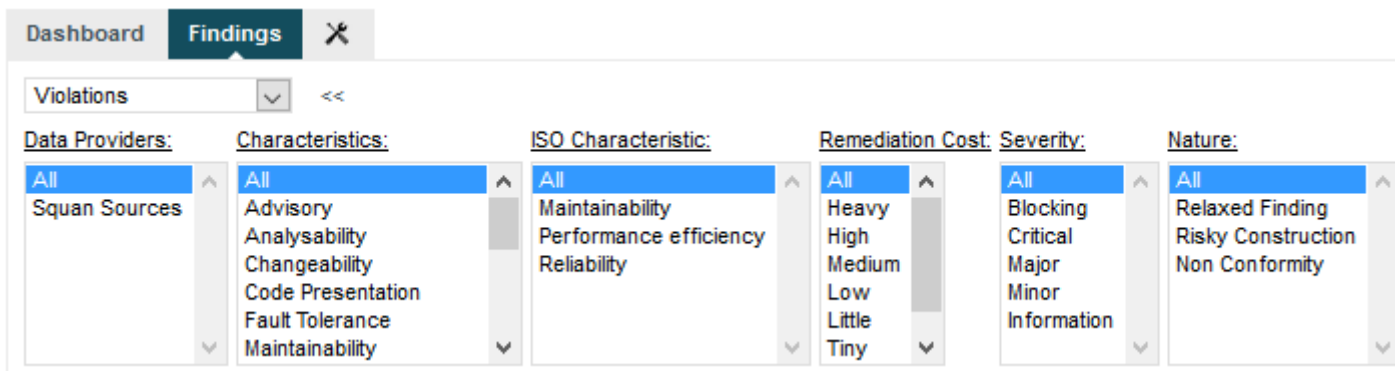 Dashboard Findings
Violations <<
Data Providers: Characteristics: ISO Characteristic: Remediation Cost: Severity: Nature:
All All All All All All
Squan Sources Advisory Maintainability Heavy Blocking Relaxed Finding
Analysability Performance efficiency High Critical Risky Construction
Changeability Reliability Medium Major Non Conformity
Code Presentation Low Minor
Fault Tolerance Little Information
Maintainability Tiny